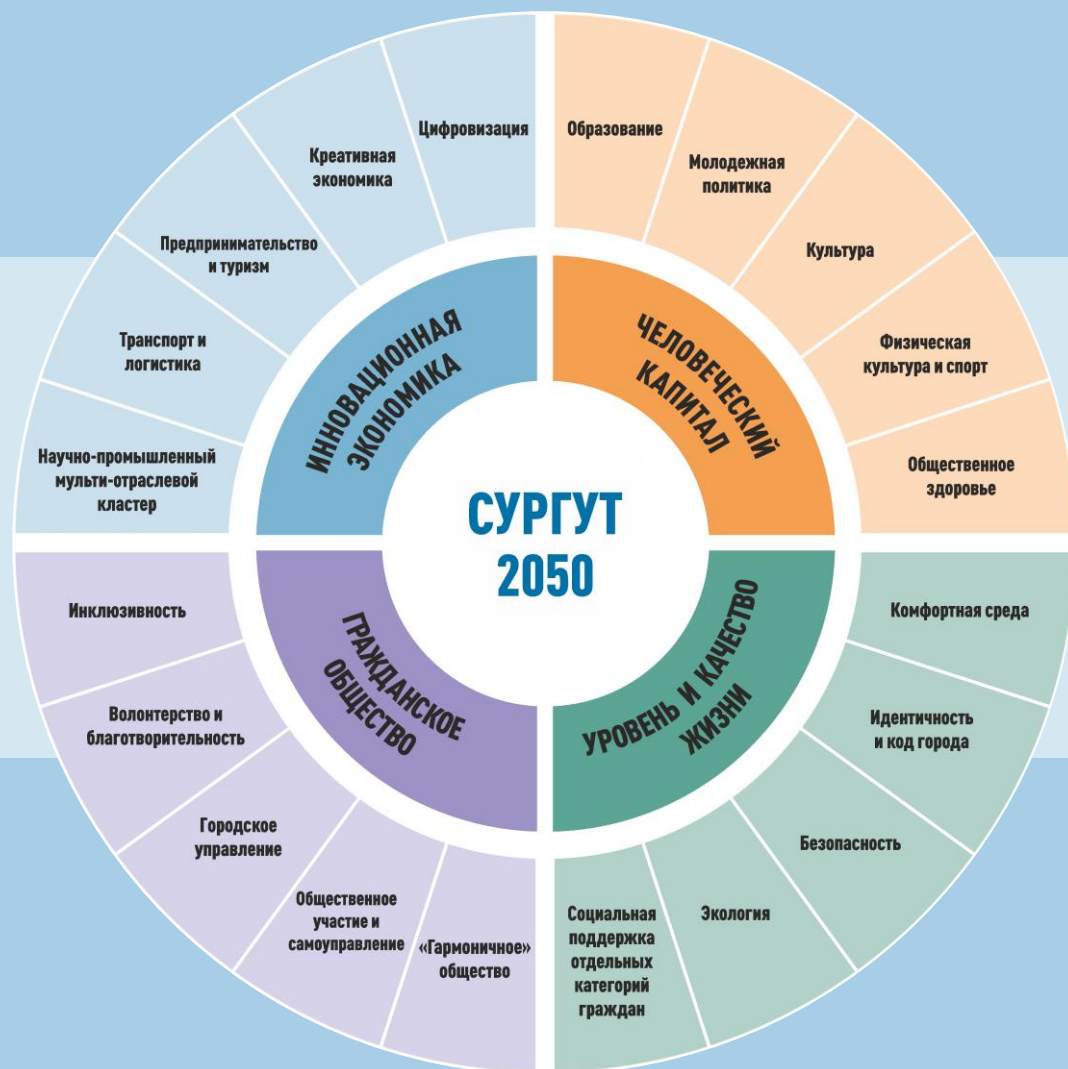 СУРГУТ
2050
ИННОВАЦИОННАЯ
ЭКОНОМИКА
Научно-промышленный
мульти-отраслевой
кластер
Транспорт и
логистика
Предпринимательство
и туризм
Креативная
экономика
Цифровизация
ЧЕЛОВЕЧЕСКИЙ
КАПИТАЛ
Образование
Молодежная
политика
Культура
Физическая
культура и спорт
Общественное
здоровье
УРОВЕНЬ И КАЧЕСТВО
ЖИЗНИ
Комфортная среда
Идентичность
и код города
Безопасность
Экология
Социальная
поддержка
отдельных
категорий
граждан
ГРАЖДАНСКОЕ
ОБЩЕСТВО
«Гармоничное»
общество
Общественное
участие и
самоуправление
Городское
управление
Волонтерство и
благотворительность
Инклюзивность